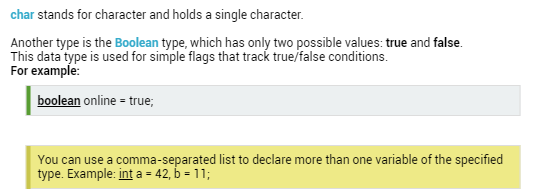 char stands for character and holds a single character.
Another type is the Boolean type, which has only two possible values: true and false.
This data type is used for simple flags that track true/false conditions.
For example:
boolean online = true;
You can use a comma-separated list to declare more than one variable of the specified
type. Example: int a = 42, b = 11;